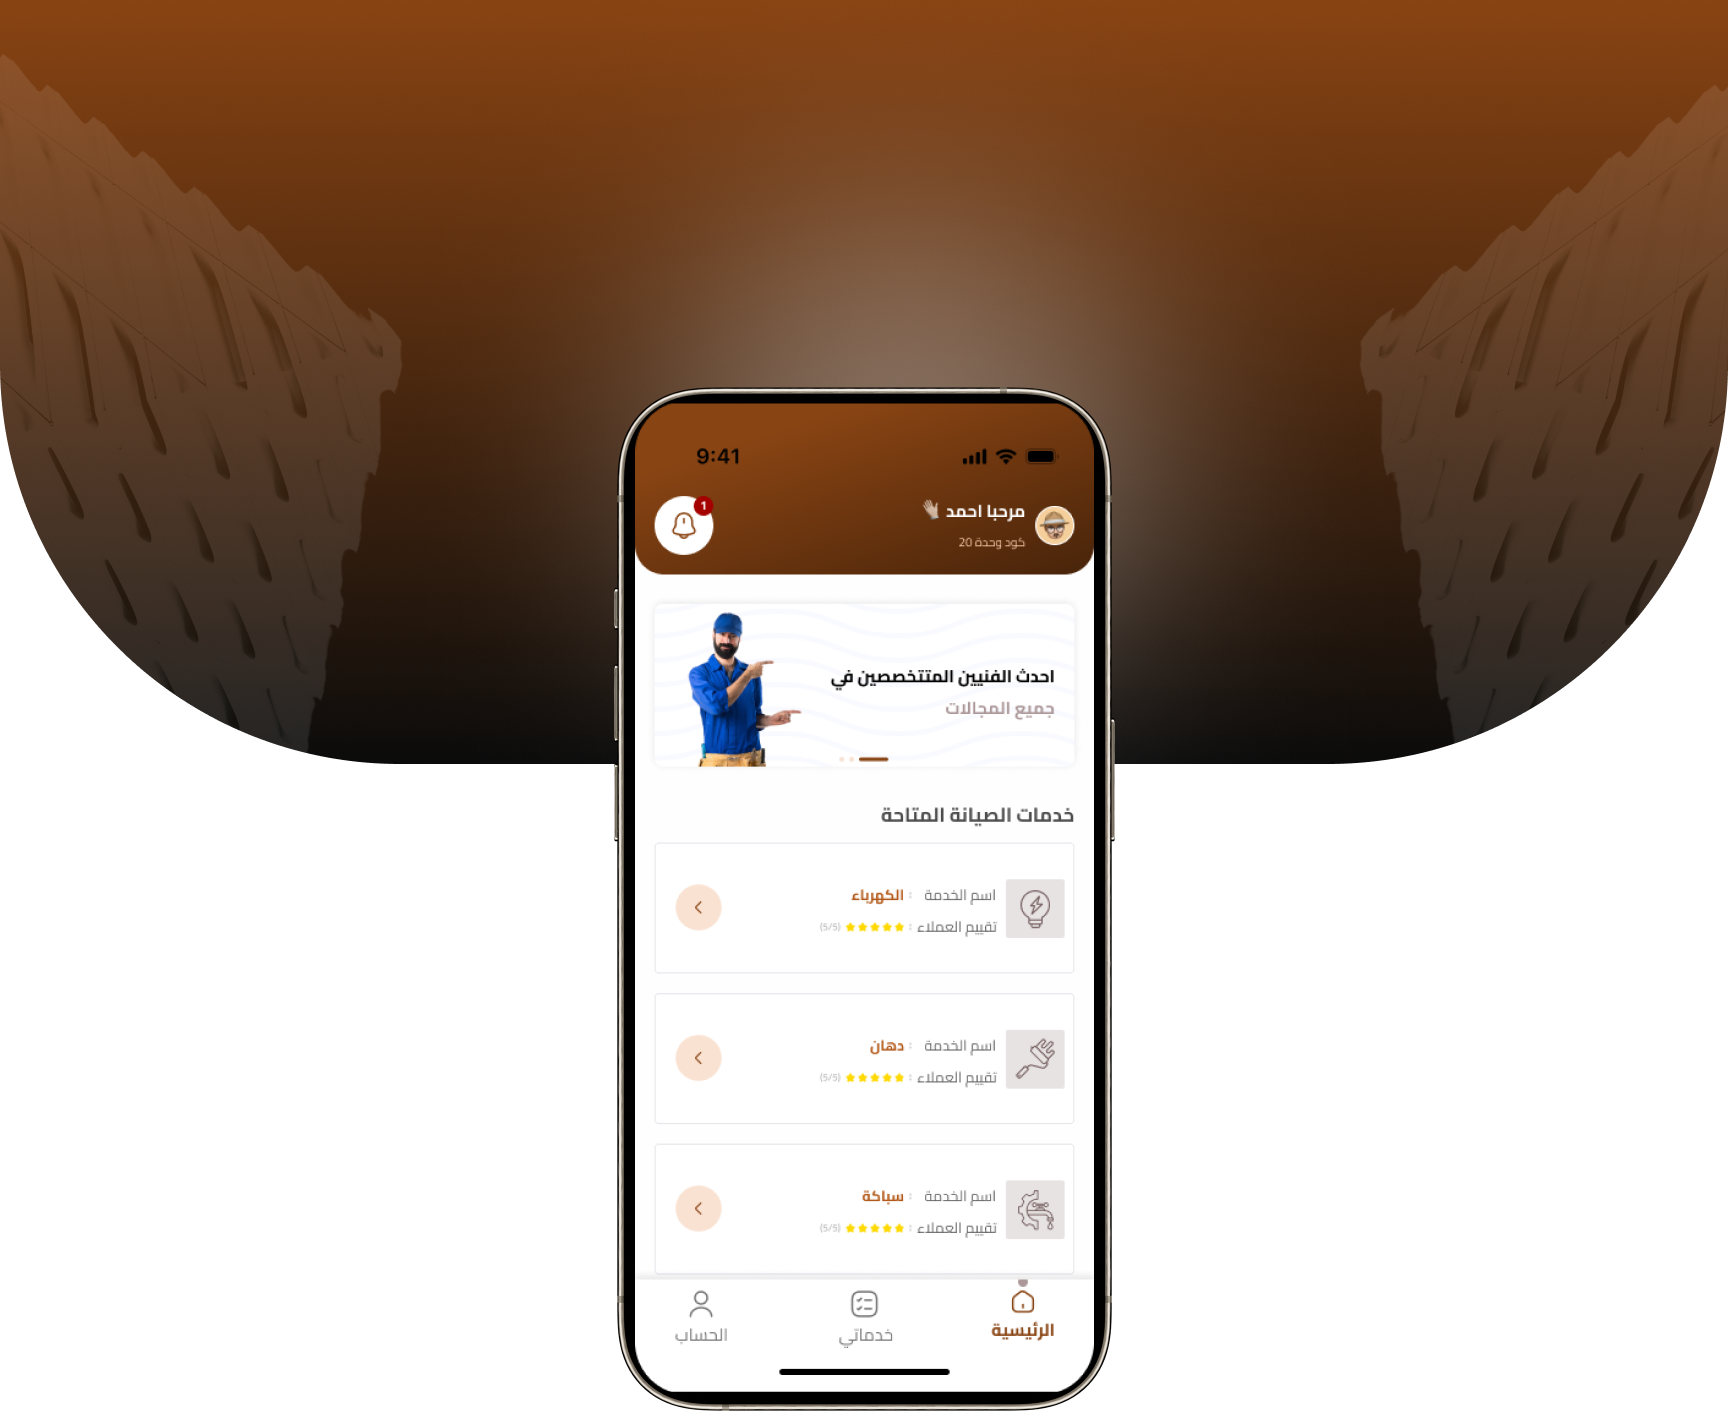 9:41
مرحبا احمد 👋
كود وحدة 20
1
احدث الفنيين المتتخصصين في
جميع المجالات
خدمات الصيانة المتاحة
اسم الخدمة : الكهرباء
تقييم العملاء : (5/5)
اسم الخدمة : دهان
تقييم العملاء : (5/5)
اسم الخدمة : سباكة
تقييم العملاء : (5/5)
الرئيسية
خدماتي
الحساب